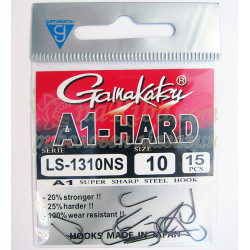 Gamakatsu
A1-HARD
SERIE
SIZE
LS-1310NS
10
15
PCS
A1 SUPER SHARP STEEL HOOK
- 20% stronger !!
- 25% harder !!
- 100% wear resistant !!
HOOKS MADE IN JAPAN